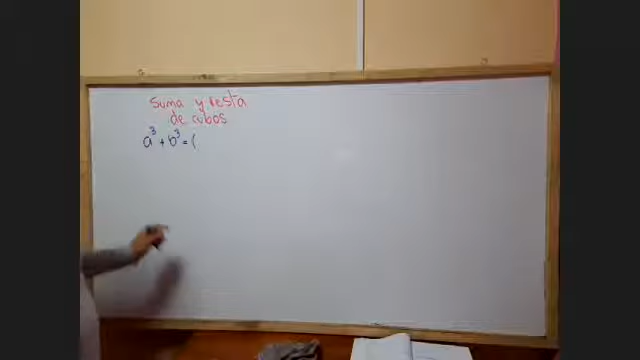 Suma y resta
de cubos
a³ + b³ = (